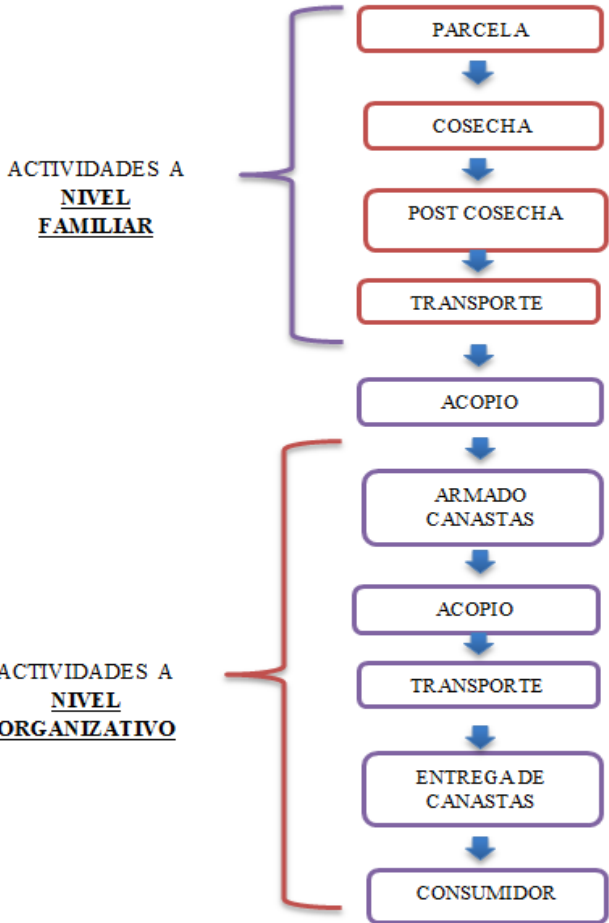 PARCELA
COSECHA
ACTIVIDADES A
NIVEL
FAMILIAR
POST COSECHA
TRANSPORTE
ACOPIO
ARMADO
CANASTAS
ACOPIO
ACTIVIDADES A
NIVEL
ORGANIZATIVO
TRANSPORTE
ENTREGA DE
CANASTAS
CONSUMIDOR